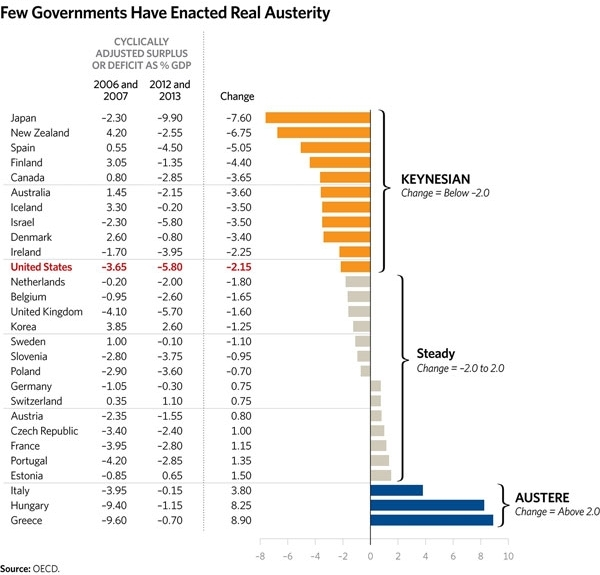 Few Governments Have Enacted Real Austerity
CYCLICALLY
ADJUSTED SURPLUS
OR DEFICIT AS % GDP
2006 and 2007 2012 and 2013 Change
Japan –2.30 –9.90 –7.60
New Zealand 4.20 –2.55 –6.75
Spain 0.55 –4.50 –5.05
Finland 3.05 –1.35 –4.40
Canada 0.80 –2.85 –3.65
Australia 1.45 –2.15 –3.60
Iceland 3.30 –0.20 –3.50
Israel –2.30 –5.80 –3.50
Denmark 2.60 –0.80 –3.40
Ireland –1.70 –3.95 –2.25
United States –3.65 –5.80 –2.15
Netherlands –0.20 –2.00 –1.80
Belgium –0.95 –2.60 –1.65
United Kingdom –4.10 –5.70 –1.60
Korea 3.85 2.60 –1.25
Sweden 1.00 –0.10 –1.10
Slovenia –2.80 –3.75 –0.95
Poland –2.90 –3.60 –0.70
Germany –1.05 –0.30 0.75
Switzerland 0.35 1.10 0.75
Austria –2.35 –1.55 0.80
Czech Republic –3.40 –2.40 1.00
France –3.95 –2.80 1.15
Portugal –4.20 –2.85 1.35
Estonia –0.85 0.65 1.50
Italy –3.95 –0.15 3.80
Hungary –9.40 –1.15 8.25
Greece –9.60 –0.70 8.90
KEYNESIAN
Change = Below –2.0
Steady
Change = –2.0 to 2.0
AUSTERE
Change = Above 2.0
–8 –6 –4 –2 0 2 4 6 8 10
Source: OECD.